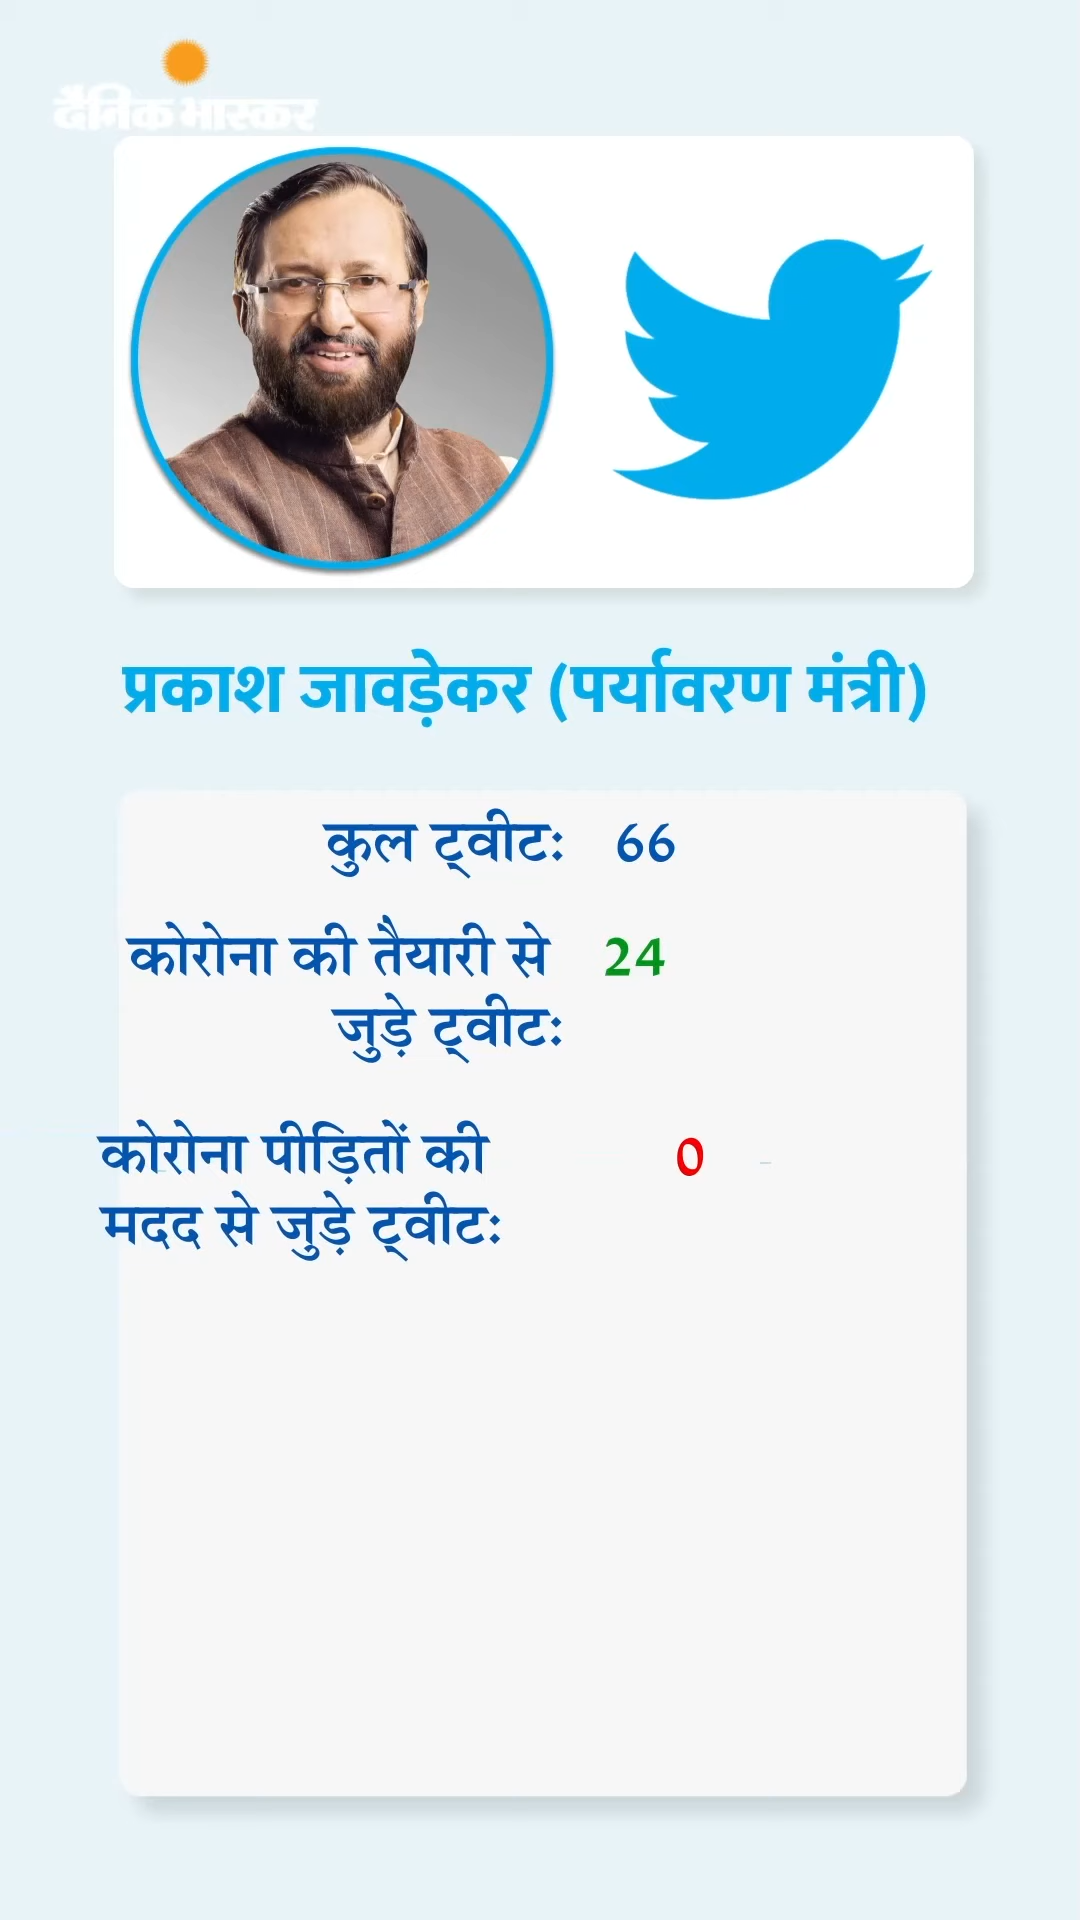 दैनिक भास्कर
प्रकाश जावड़ेकर (पर्यावरण मंत्री)
कुल ट्वीटः 66
कोरोना की तैयारी से 24
जुड़े ट्वीटः
कोरोना पीड़ितों की 0
मदद से जुड़े ट्वीटः